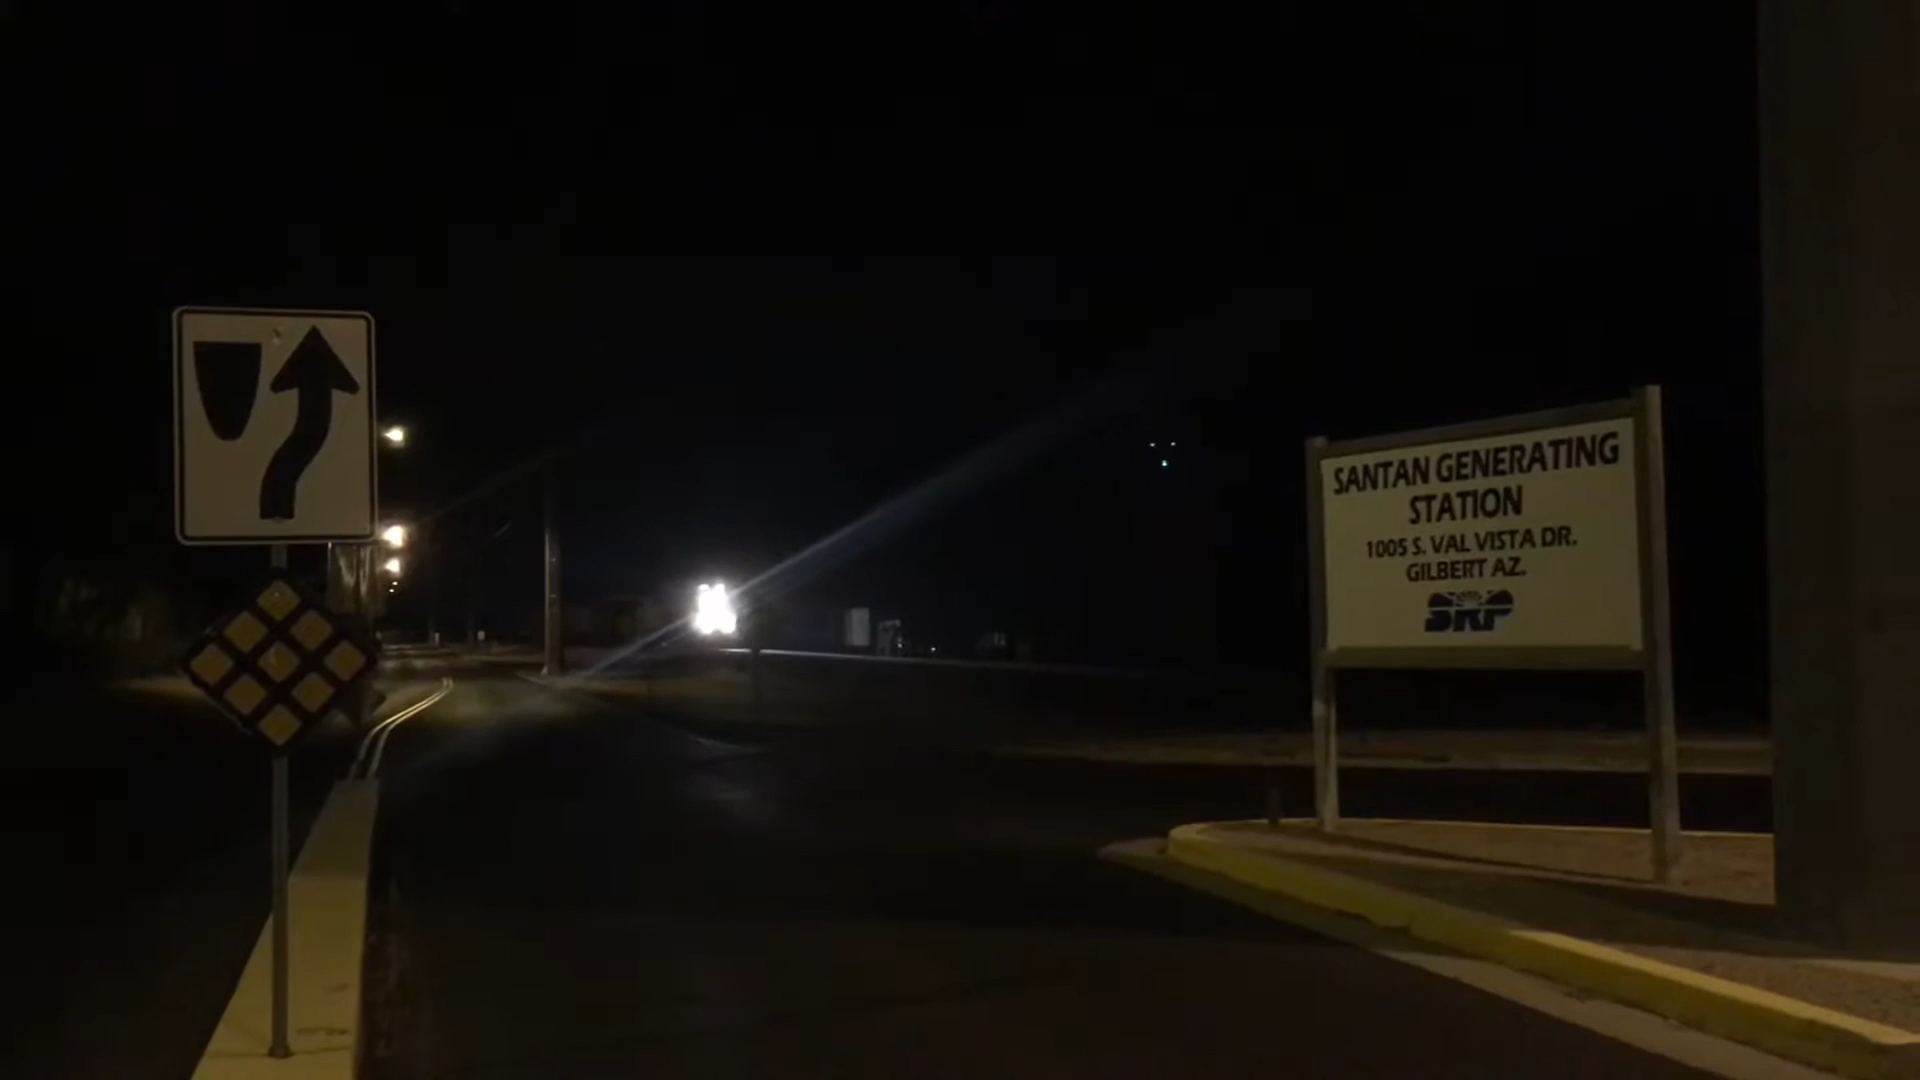 SANTAN GENERATING
STATION
1005 S. VAL VISTA DR.
GILBERT AZ.
SRP